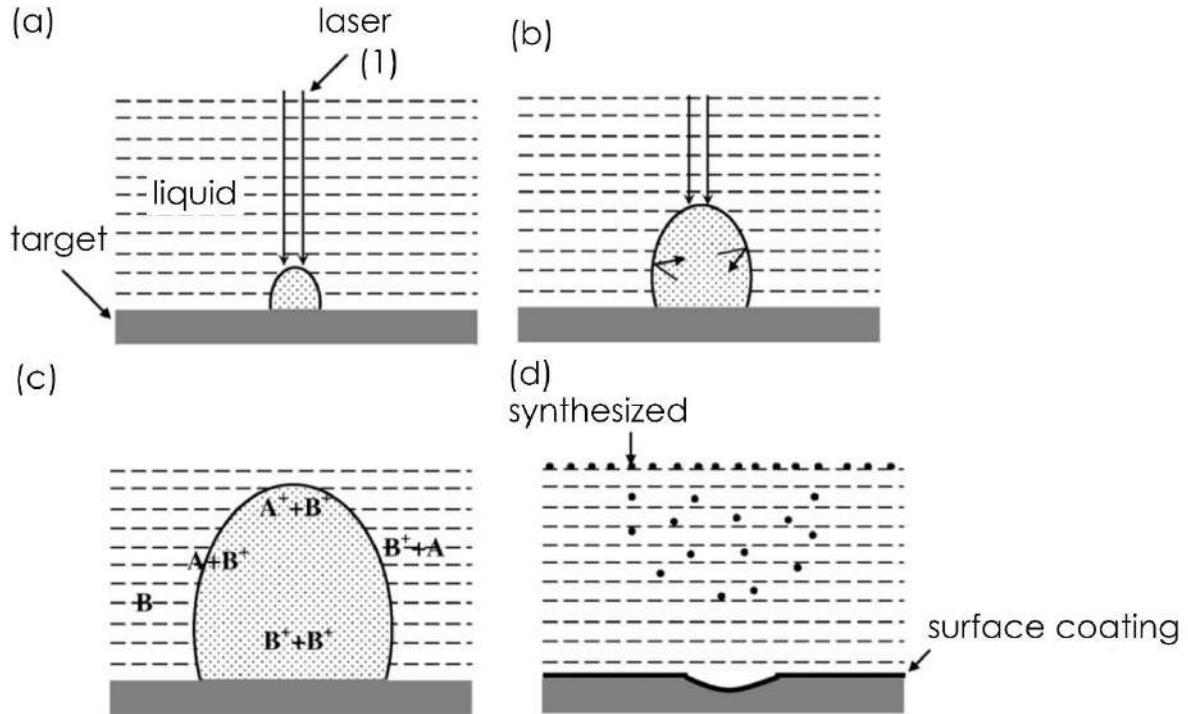 (a)
laser
(1)
liquid
target
(b)
(c)
A⁺+B⁺
A+B⁺
B⁺+A
B
B⁺+B⁺
(d)
synthesized
surface coating